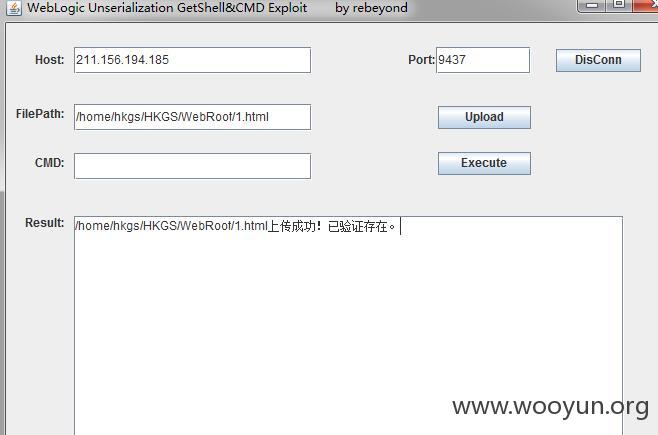 WebLogic Unserialization GetShell&CMD Exploit by rebeyond
Host: 211.156.194.185 Port: 9437 DisConn
FilePath: /home/hkgs/HKGS/WebRoot/1.html Upload
CMD: Execute
Result: /home/hkgs/HKGS/WebRoot/1.html上传成功！已验证存在。
www.wooyun.org